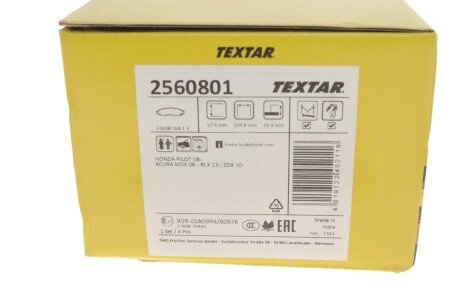 TEXTAR
2560801
TEXTAR
25608 169 1 5
57.9 mm
169.4 mm
16.9 mm
textar brakebook.com
HONDA PILOT 08-
ACURA MDX 06-, RLX 13-, ZDX 10-
90R-02A0994/60676
1 Set / 4 Pcs
EAC
Made in
India
TMD Friction Services GmbH - Schlebuscher Straße 99 - 51381 Leverkusen - Germany